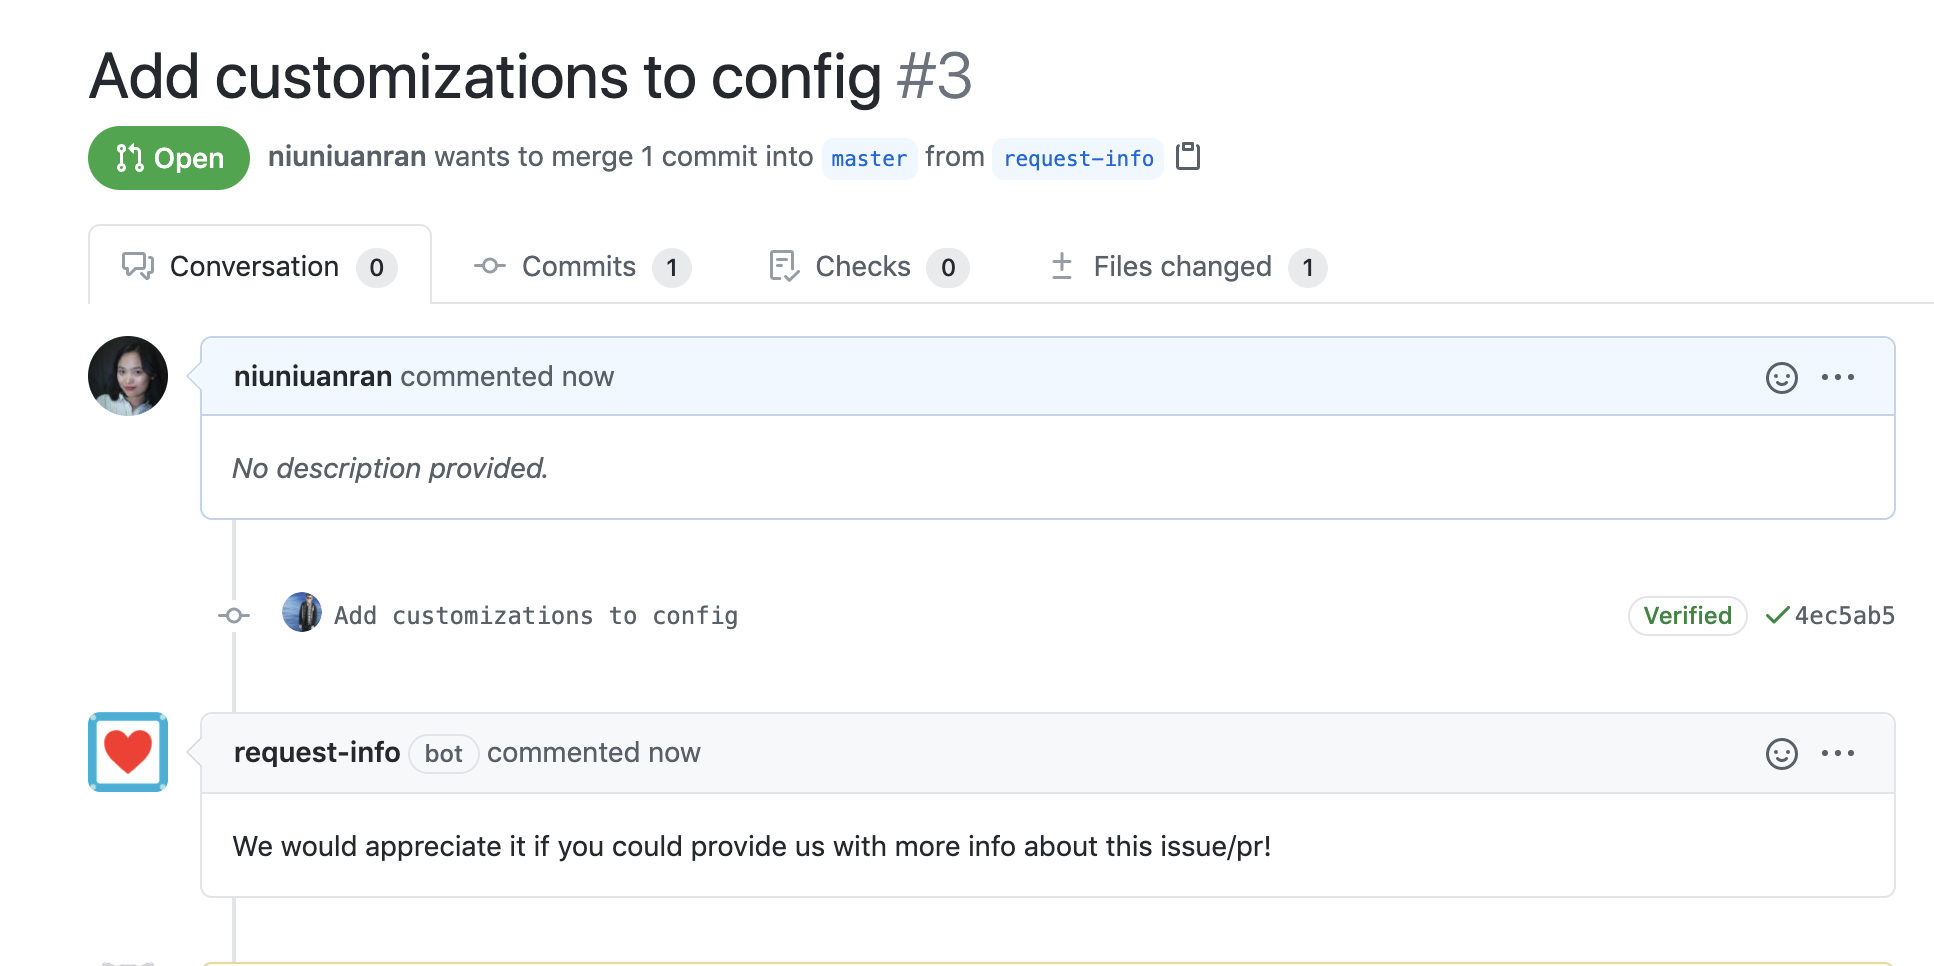 Add customizations to config #3
Open niuniuanran wants to merge 1 commit into master from request-info
Conversation 0 Commits 1 Checks 0 Files changed 1
niuniuanran commented now
No description provided.
Add customizations to config Verified 4ec5ab5
request-info bot commented now
We would appreciate it if you could provide us with more info about this issue/pr!